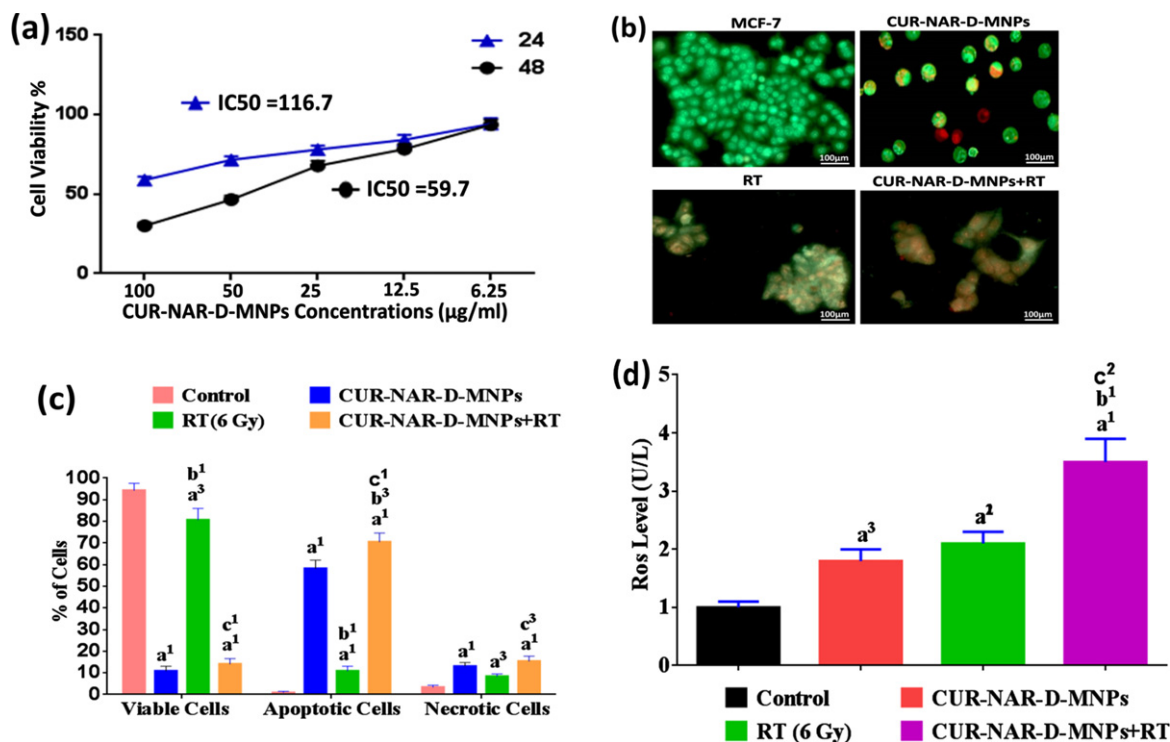 (a)
150
100
50
0
Cell Viability %
24
48
IC50 =116.7
IC50 =59.7
100 50 25 12.5 6.25
CUR-NAR-D-MNPs Concentrations (µg/ml)
(b)
MCF-7
CUR-NAR-D-MNPs
100µm
100µm
RT
CUR-NAR-D-MNPs+RT
100µm
100µm
(c)
Control
CUR-NAR-D-MNPs
RT(6 Gy)
CUR-NAR-D-MNPs+RT
100
90
80
70
60
50
40
30
20
10
0
% of Cells
a¹
b¹
a³
c¹
a¹
a¹
b¹
a¹
c¹
b³
a¹
a¹
a³
c³
a¹
Viable Cells Apoptotic Cells Necrotic Cells
(d)
5
4
3
2
1
0
Ros Level (U/L)
a³
a²
c²
b¹
a¹
Control
CUR-NAR-D-MNPs
RT (6 Gy)
CUR-NAR-D-MNPs+RT